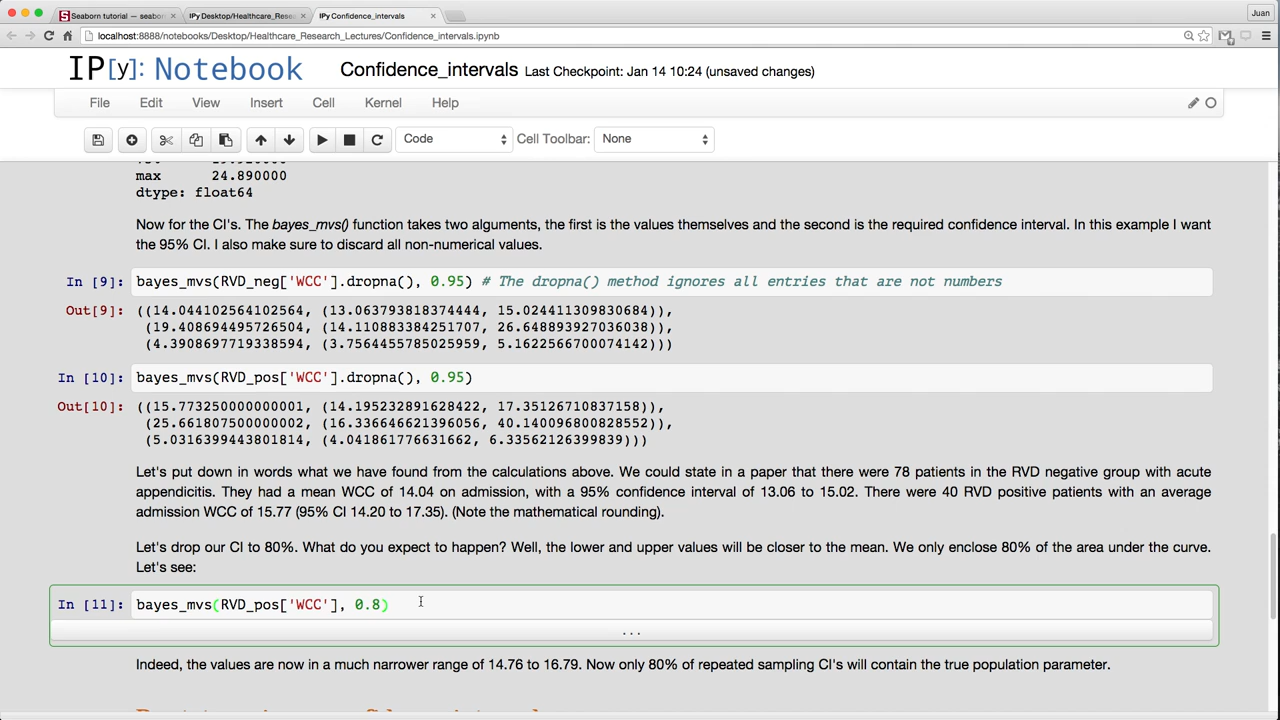 Seaborn tutorial — seabor
IPy Desktop/Healthcare_Rese
IPy Confidence_intervals
Juan
localhost:8888/notebooks/Desktop/Healthcare_Research_Lectures/Confidence_intervals.ipynb
IP[y]: Notebook
Confidence_intervals Last Checkpoint: Jan 14 10:24 (unsaved changes)
File Edit View Insert Cell Kernel Help
Code Cell Toolbar: None
max 24.890000
dtype: float64
Now for the CI's. The bayes_mvs() function takes two alguments, the first is the values themselves and the second is the required confidence interval. In this example I want
the 95% CI. I also make sure to discard all non-numerical values.
In [9]: bayes_mvs(RVD_neg['WCC'].dropna(), 0.95) # The dropna() method ignores all entries that are not numbers
Out[9]: ((14.044102564102564, (13.063793818374444, 15.024411309830684)),
(19.408694495726504, (14.110883384251707, 26.648893927036038)),
(4.3908697719338594, (3.7564455785025959, 5.1622566700074142)))
In [10]: bayes_mvs(RVD_pos['WCC'].dropna(), 0.95)
Out[10]: ((15.773250000000001, (14.195232891628422, 17.35126710837158)),
(25.661807500000002, (16.336646621396056, 40.140096800828552)),
(5.0316399443801814, (4.041861776631662, 6.33562126399839)))
Let's put down in words what we have found from the calculations above. We could state in a paper that there were 78 patients in the RVD negative group with acute
appendicitis. They had a mean WCC of 14.04 on admission, with a 95% confidence interval of 13.06 to 15.02. There were 40 RVD positive patients with an average
admission WCC of 15.77 (95% CI 14.20 to 17.35). (Note the mathematical rounding).
Let's drop our CI to 80%. What do you expect to happen? Well, the lower and upper values will be closer to the mean. We only enclose 80% of the area under the curve.
Let's see:
In [11]: bayes_mvs(RVD_pos['WCC'], 0.8)
...
Indeed, the values are now in a much narrower range of 14.76 to 16.79. Now only 80% of repeated sampling CI's will contain the true population parameter.